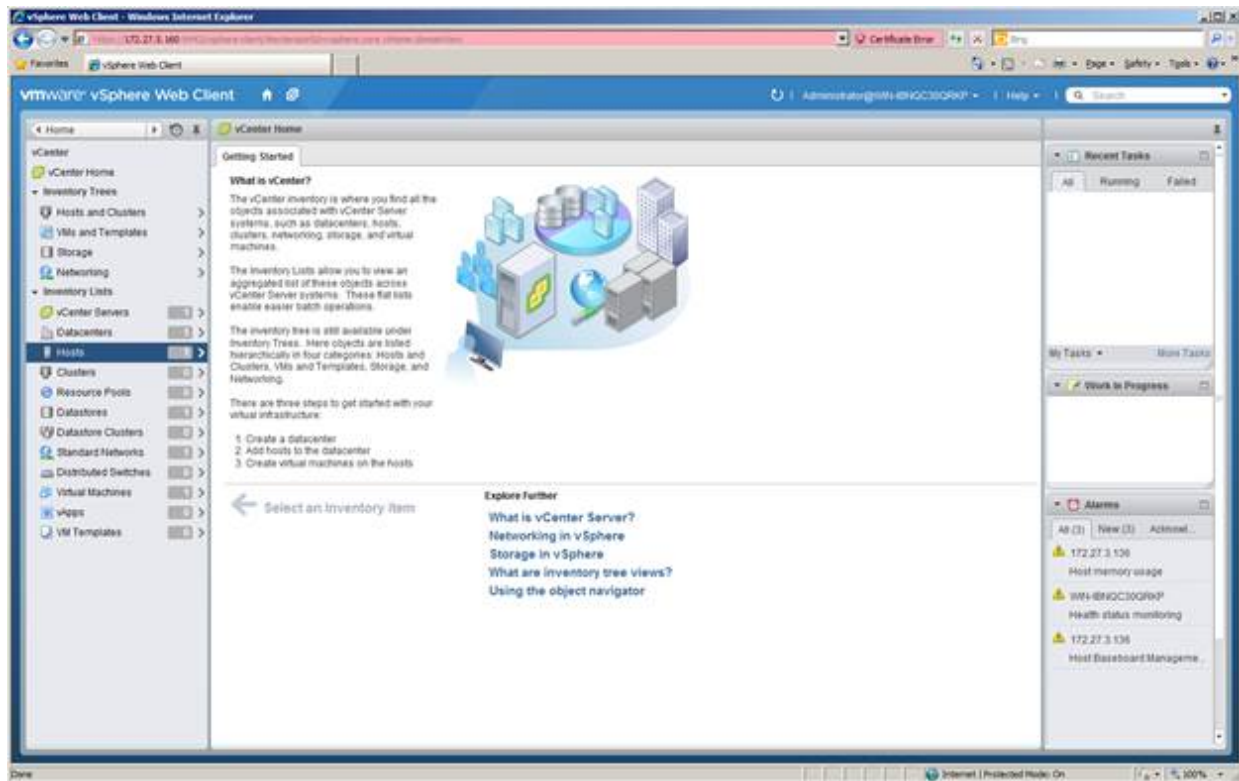 vSphere Web Client - Windows Internet Explorer
172.27.3.160
Certificate Error
Bing
Favorites vSphere Web Client
Page Safety Tools
vmware vSphere Web Client
Help
Search
Home
vCenter Home
vCenter
vCenter Home
Inventory Trees
Hosts and Clusters
VMs and Templates
Storage
Networking
Inventory Lists
vCenter Servers
Datacenters
Hosts
Clusters
Resource Pools
Datastores
Datastore Clusters
Standard Networks
Distributed Switches
Virtual Machines
vApps
VM Templates
Getting Started
What is vCenter?
The vCenter inventory is where you find all the
objects associated with vCenter Server
systems, such as datacenters, hosts,
clusters, networking, storage, and virtual
machines.
The Inventory Lists allow you to view an
aggregated list of these objects across
vCenter Server systems. These flat lists
enable easier batch operations.
The inventory tree is still available under
Inventory Trees. Here objects are listed
hierarchically in four categories: Hosts and
Clusters, VMs and Templates, Storage, and
Networking.
There are three steps to get started with your
virtual infrastructure:
1. Create a datacenter
2. Add hosts to the datacenter
3. Create virtual machines on the hosts
Select an Inventory Item
Explore Further
What is vCenter Server?
Networking in vSphere
Storage in vSphere
What are inventory tree views?
Using the object navigator
Recent Tasks
All Running Failed
My Tasks More Tasks
Work In Progress
Alarms
All (3) New (3) Acknowl...
172.27.3.136
Host memory usage
Health status monitoring
172.27.3.136
Host Baseboard Manageme...
Done
Internet | Protected Mode: On
100%